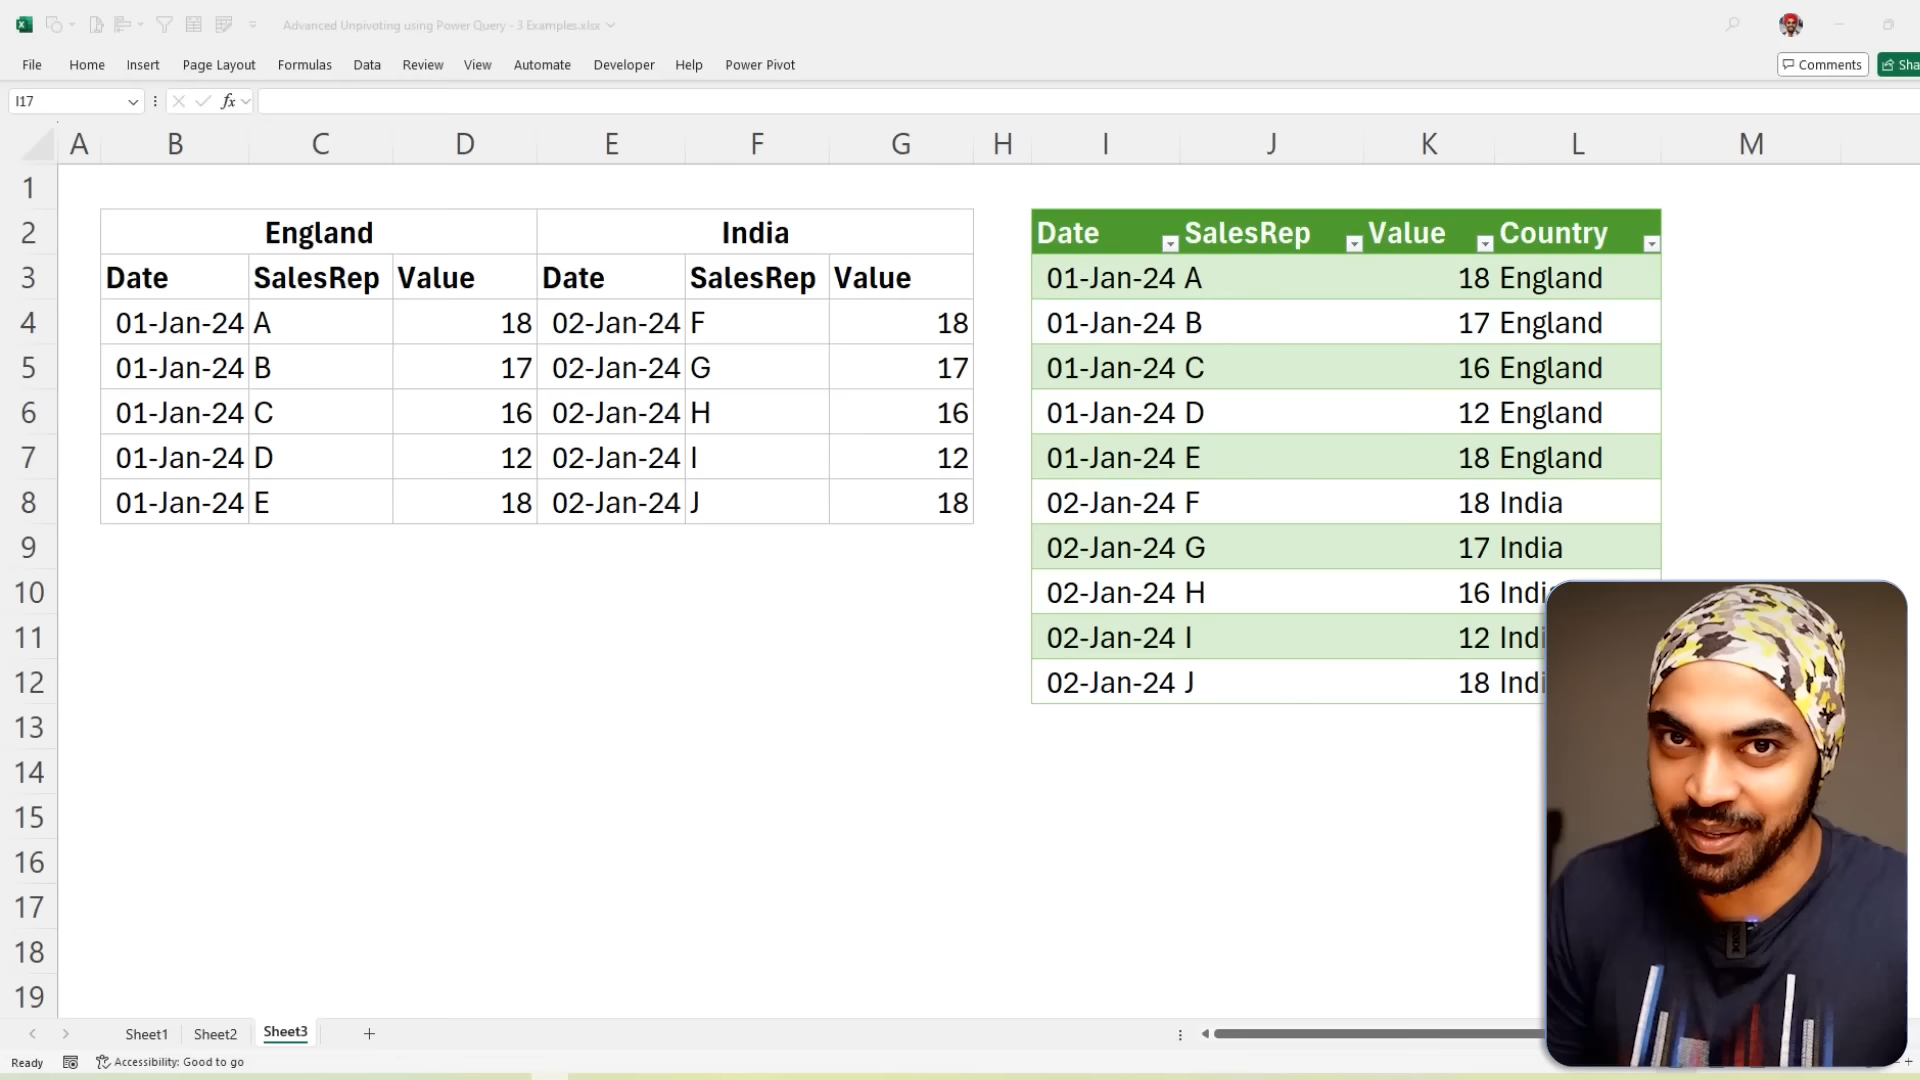 Advanced Unpivoting using Power Query - 3 Examples.xlsx
File Home Insert Page Layout Formulas Data Review View Automate Developer Help Power Pivot Comments Sha
I17 fx
A B C D E F G H I J K L M
1
2 England India Date SalesRep Value Country
3 Date SalesRep Value Date SalesRep Value 01-Jan-24 A 18 England
4 01-Jan-24 A 18 02-Jan-24 F 18 01-Jan-24 B 17 England
5 01-Jan-24 B 17 02-Jan-24 G 17 01-Jan-24 C 16 England
6 01-Jan-24 C 16 02-Jan-24 H 16 01-Jan-24 D 12 England
7 01-Jan-24 D 12 02-Jan-24 I 12 01-Jan-24 E 18 England
8 01-Jan-24 E 18 02-Jan-24 J 18 02-Jan-24 F 18 India
9 02-Jan-24 G 17 India
10 02-Jan-24 H 16 Indi
11 02-Jan-24 I 12 Indi
12 02-Jan-24 J 18 Indi
13
14
15
16
17
18
19
Sheet1 Sheet2 Sheet3
Ready Accessibility: Good to go